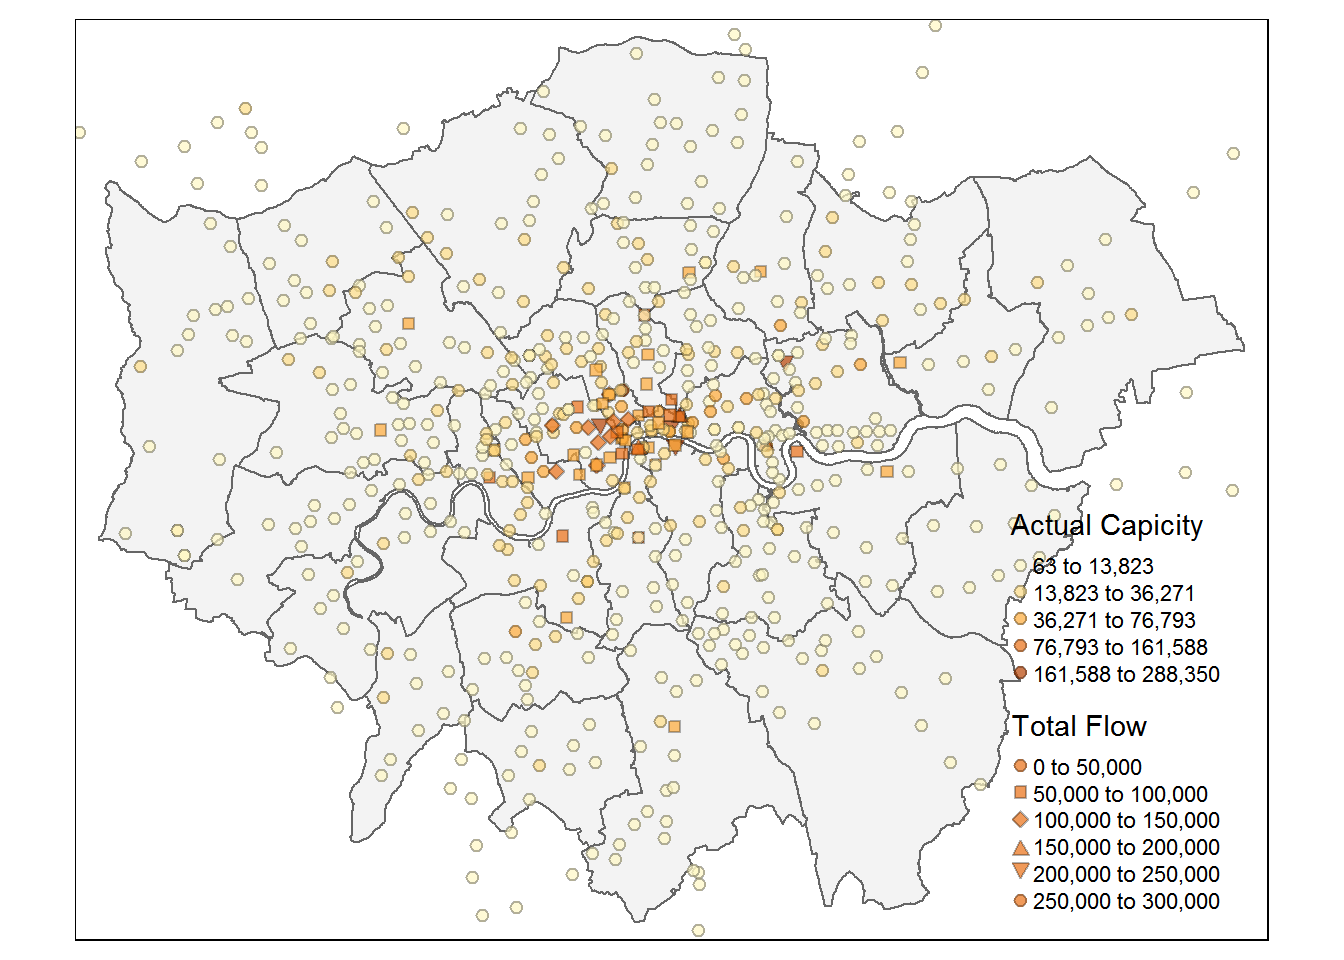 Actual Capicity
63 to 13,823
13,823 to 36,271
36,271 to 76,793
76,793 to 161,588
161,588 to 288,350
Total Flow
0 to 50,000
50,000 to 100,000
100,000 to 150,000
150,000 to 200,000
200,000 to 250,000
250,000 to 300,000